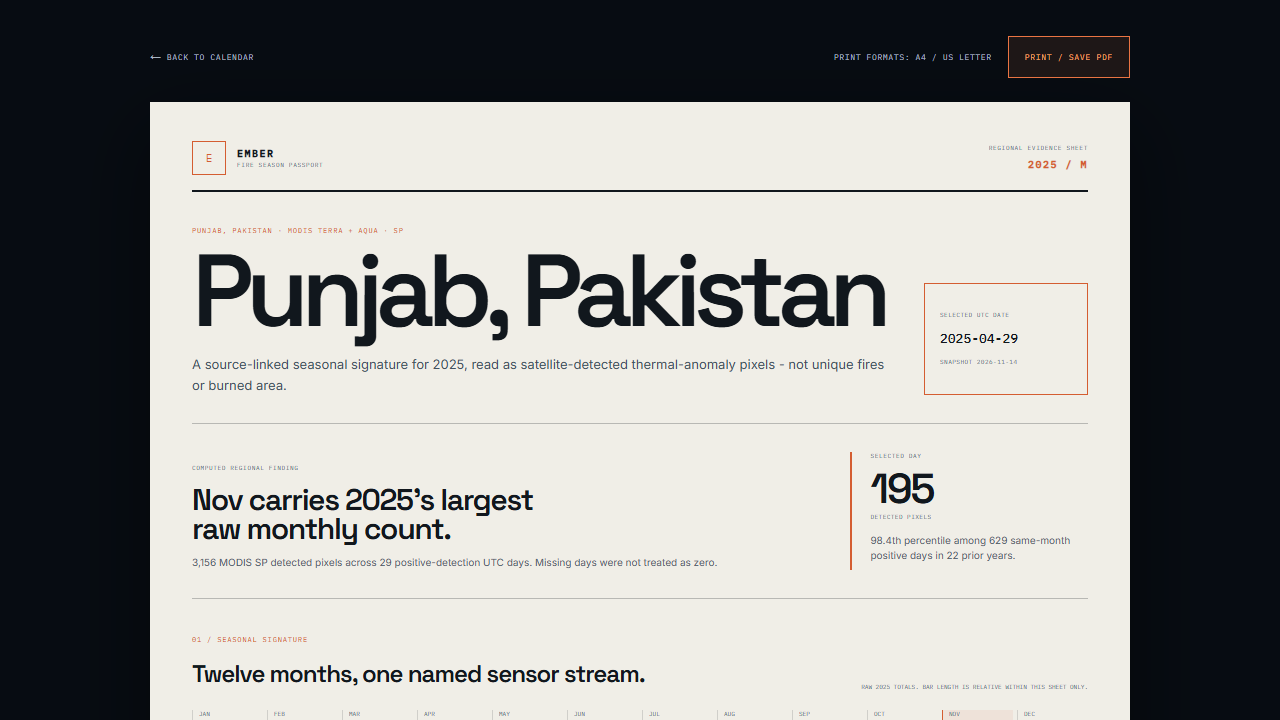 ← BACK TO CALENDAR
PRINT FORMATS: A4 / US LETTER
PRINT / SAVE PDF
E
EMBER
FIRE SEASON PASSPORT
REGIONAL EVIDENCE SHEET
2025 / M
PUNJAB, PAKISTAN · MODIS TERRA + AQUA · SP
Punjab, Pakistan
A source-linked seasonal signature for 2025, read as satellite-detected thermal-anomaly pixels - not unique fires
or burned area.
SELECTED UTC DATE
2025-04-29
SNAPSHOT 2026-11-14
COMPUTED REGIONAL FINDING
Nov carries 2025’s largest
raw monthly count.
3,156 MODIS SP detected pixels across 29 positive-detection UTC days. Missing days were not treated as zero.
SELECTED DAY
195
DETECTED PIXELS
98.4th percentile among 629 same-month
positive days in 22 prior years.
01 / SEASONAL SIGNATURE
Twelve months, one named sensor stream.
RAW 2025 TOTALS. BAR LENGTH IS RELATIVE WITHIN THIS SHEET ONLY.
JAN FEB MAR APR MAY JUN JUL AUG SEP OCT NOV DEC